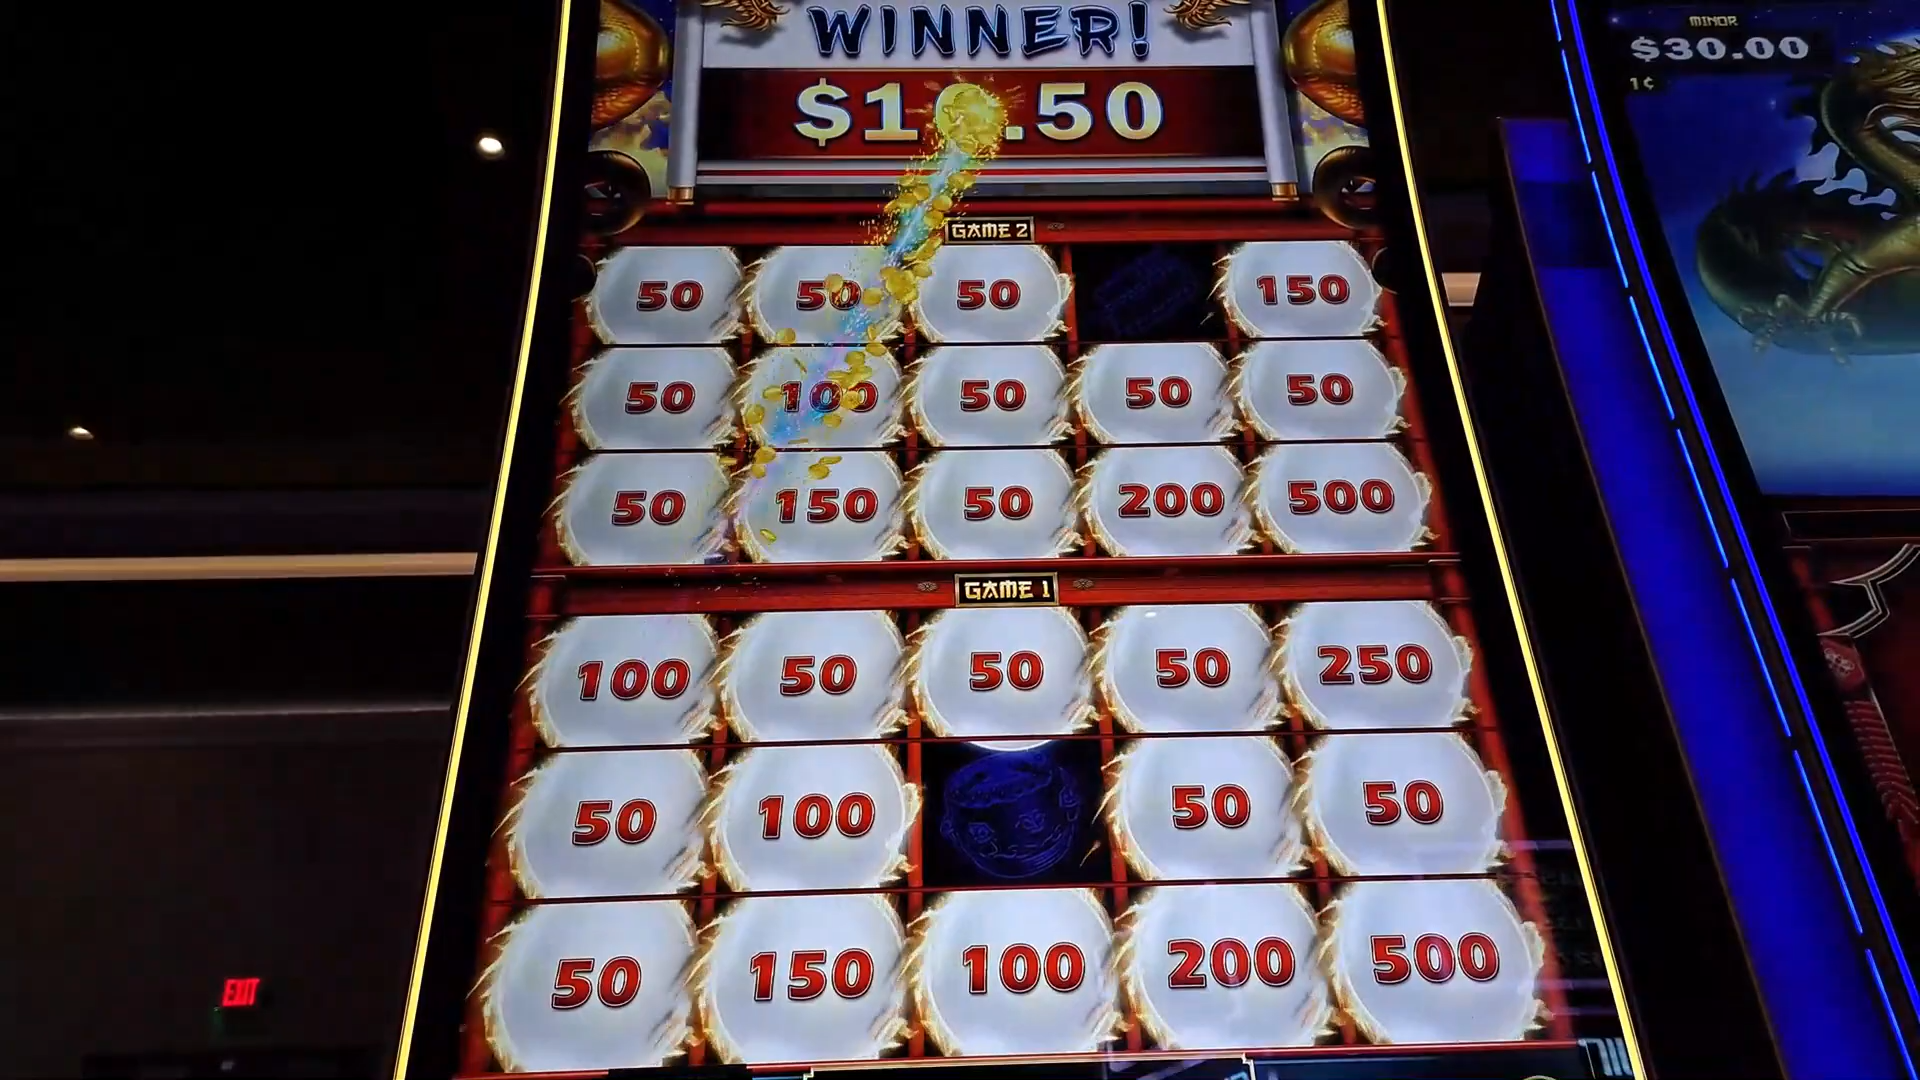 WINNER!
MINOR
$30.00
1¢
GAME 2
50 50 50 150
50 100 50 50 50
50 150 50 200 500
GAME 1
100 50 50 50 250
50 100 50 50
50 150 100 200 500
EXIT